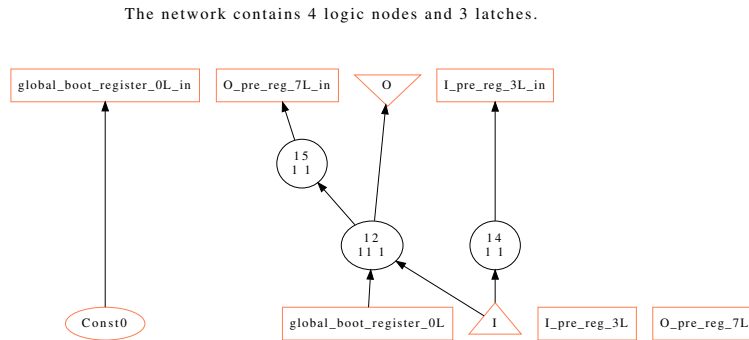 The network contains 4 logic nodes and 3 latches.
global_boot_register_0L_in
O_pre_reg_7L_in
O
I_pre_reg_3L_in
15
1 1
12
11 1
14
1 1
Const0
global_boot_register_0L
I
I_pre_reg_3L
O_pre_reg_7L